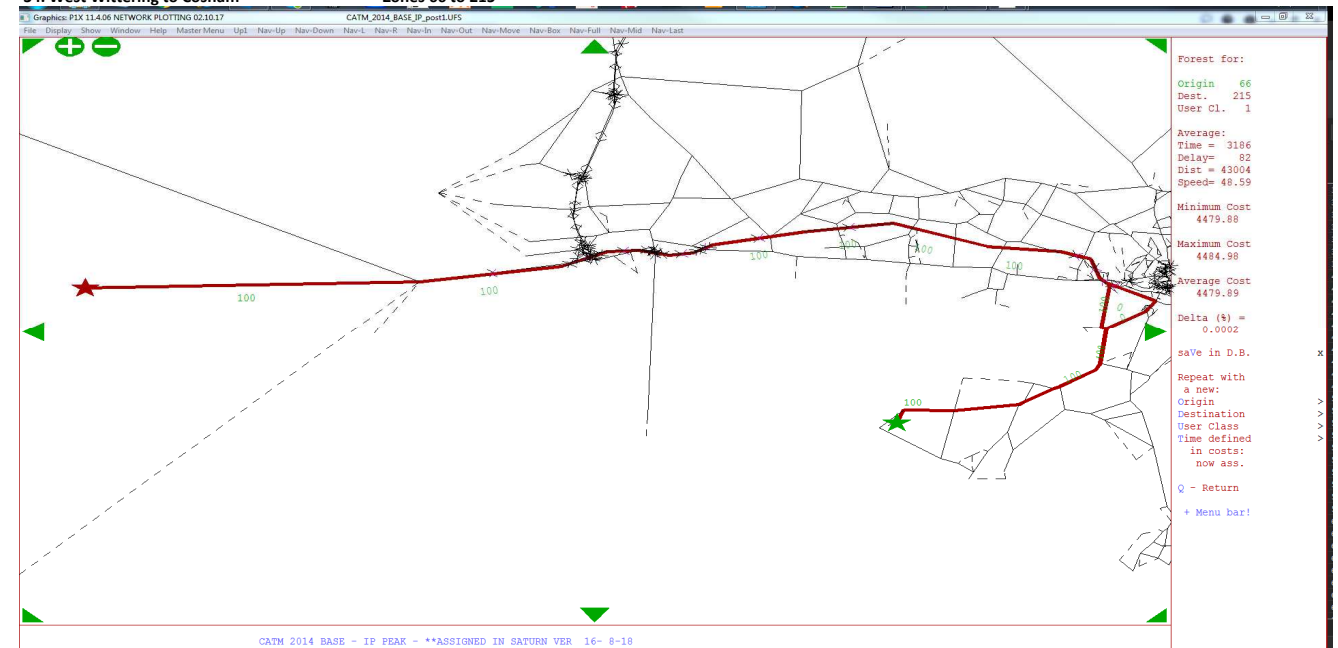 Graphics: P1X 11.4.06 NETWORK PLOTTING 02.10.17 CATM_2014_BASE_IP_post1.UFS
File Display Show Window Help Master Menu Up1 Nav-Up Nav-Down Nav-L Nav-R Nav-In Nav-Out Nav-Move Nav-Box Nav-Full Nav-Mid Nav-Last
Forest for:
Origin 66
Dest. 215
User Cl. 1
Average:
Time = 3186
Delay= 82
Dist = 43004
Speed= 48.59
Minimum Cost
4479.88
Maximum Cost
4484.98
Average Cost
4479.89
Delta (%) =
0.0002
saVe in D.B. x
Repeat with
a new:
Origin >
Destination >
User Class >
Time defined >
in costs:
now ass.
Q - Return
+ Menu bar!
100
100
100
100
100
100
100
100
100
100
CATM 2014 BASE - IP PEAK - **ASSIGNED IN SATURN VER 16- 8-18